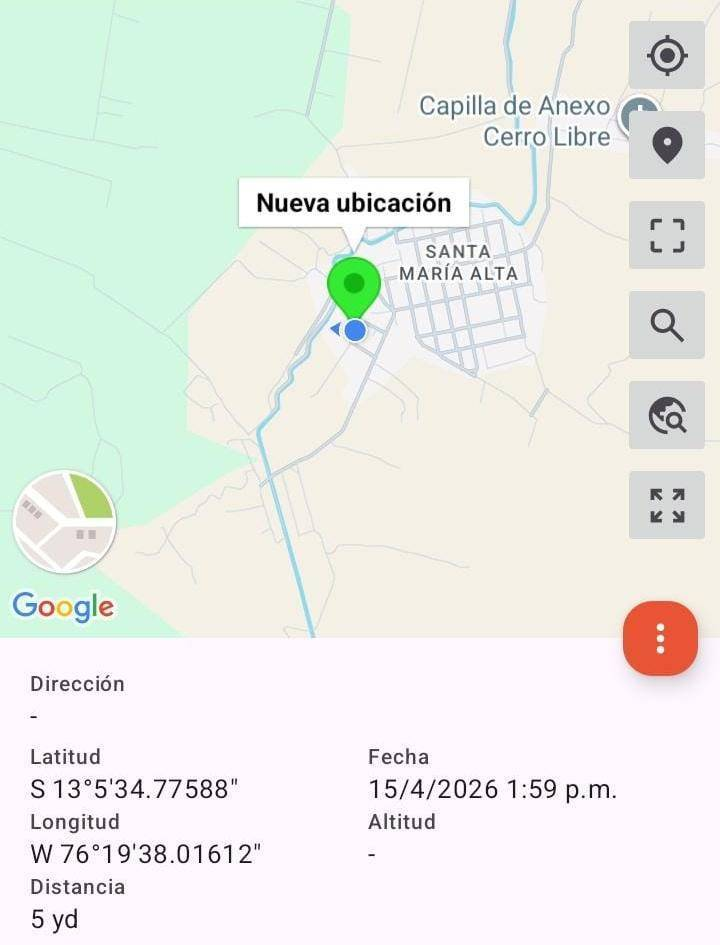 Capilla de Anexo
Cerro Libre
Nueva ubicación
SANTA
MARÍA ALTA
Google
Dirección
-
Latitud
S 13°5'34.77588"
Fecha
15/4/2026 1:59 p.m.
Longitud
W 76°19'38.01612"
Altitud
-
Distancia
5 yd